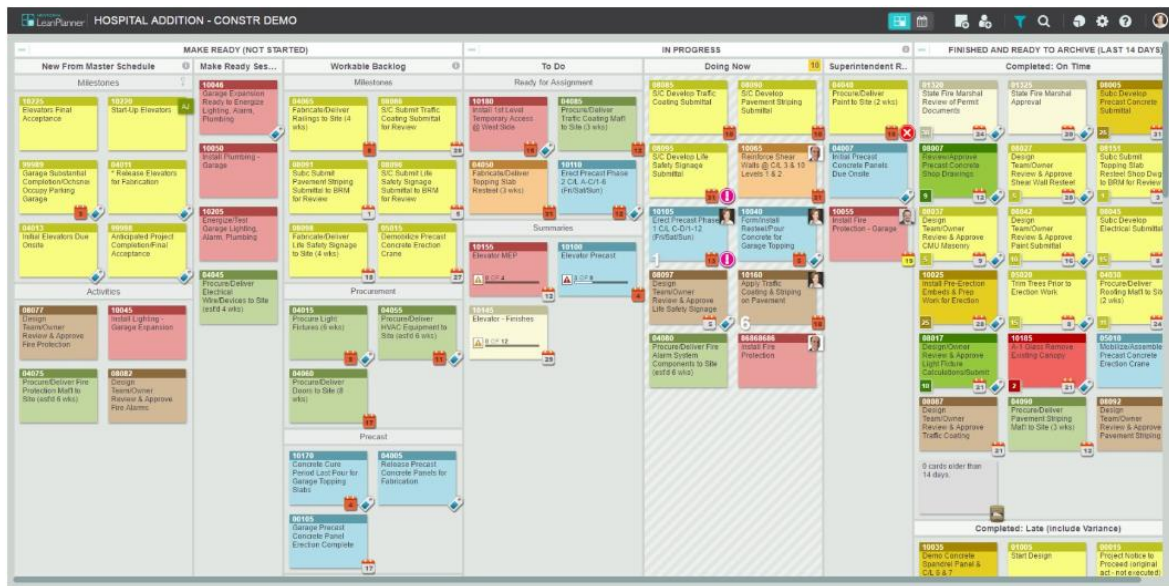 LeanPlanner
HOSPITAL ADDITION - CONSTR DEMO
MAKE READY (NOT STARTED)
IN PROGRESS
FINISHED AND READY TO ARCHIVE (LAST 14 DAYS)
New From Master Schedule
Make Ready Ses...
Workable Backlog
To Do
Doing Now
10
Superintendent R...
Completed: On Time
Milestones
10225
Elevators Final
Acceptance
10220
Start-Up Elevators
99989
Garage Substantial
Occupy Parking
Garage
04011
* Release Elevators
for Fabrication
04013
Initial Elevators Due
Onsite
99998
Anticipated Project
Completion/Final
Acceptance
Activities
08077
Design
Team/Owner
Review & Approve
Fire Protection
10045
Install Lighting -
Garage Expansion
04075
Procure/Deliver Fire
Protection Mat'l to
Site (est'd 6 wks)
08082
Design
Team/Owner
Review & Approve
Fire Alarms
10046
Garage Expansion
Ready to Energize
Lighting, Alarm,
Plumbing
10050
Install Plumbing -
Garage
10205
Energize/Test
Garage Lighting,
Alarm, Plumbing
04045
Procure/Deliver
Electrical
Wire/Devices to Site
(est'd 4 wks)
Milestones
04065
Fabricate/Deliver
Railings to Site (4
wks)
08086
S/C Submit Traffic
Coating Submittal
for Review
08091
Subc Submit
Pavement Striping
Submittal to BRM
for Review
08096
S/C Submit Life
Safety Signage
Submittal to BRM
for Review
08098
Fabricate/Deliver
Life Safety Signage
to Site (4 wks)
05015
Demobilize Precast
Concrete Erection
Crane
Procurement
04015
Procure Light
Fixtures (6 wks)
04055
Procure/Deliver
HVAC Equipment to
Site (est'd 6 wks)
04060
Procure/Deliver
Doors to Site (8
wks)
Precast
10170
Concrete Cure
Period Last Pour for
Garage Topping
Slabs
04005
Release Precast
Concrete Panels for
Fabrication
00105
Garage Precast
Concrete Panel
Erection Complete
Ready for Assignment
10180
Install 1st Level
Temporary Access
@ West Side
04085
Procure/Deliver
Traffic Coating Mat'l
to Site (3 wks)
04050
Fabricate/Deliver
Topping Slab
Resteel (3 wks)
10110
Erect Precast Phase
2 C/L A-C/1-6
(Fri/Sat/Sun)
Summaries
10155
Elevator MEP
0 OF 4
10100
Elevator Precast
3 OF 8
10145
Elevator - Finishes
0 OF 12
08085
S/C Develop Traffic
Coating Submittal
08090
S/C Develop
Pavement Striping
Submittal
08095
S/C Develop Life
Safety Signage
Submittal
10065
Reinforce Shear
Walls @ C/L 3 & 10
Levels 1 & 2
10105
Erect Precast Phase
1 C/L C-D/1-12
(Fri/Sat/Sun)
10040
Form/Install
Resteel/Pour
Concrete for
Garage Topping
08097
Design
Team/Owner
Review & Approve
Life Safety Signage
10160
Apply Traffic
Coating & Striping
on Pavement
04080
Procure/Deliver Fire
Alarm System
Components to Site
(est'd 6 wks)
06868686
Install Fire
Protection
04040
Procure/Deliver
Paint to Site (2 wks)
04007
Initial Precast
Concrete Panels
Due Onsite
10055
Install Fire
Protection - Garage
01320
State Fire Marshal
Review of Permit
Documents
01325
State Fire Marshal
Approval
08005
Subc Develop
Precast Concrete
Submittal
08007
Review/Approve
Precast Concrete
Shop Drawings
08027
Design
Team/Owner
Review & Approve
Shear Wall Resteel
08151
Subc Submit
Topping Slab
Resteel Shop Dwg
to BRM for Review
08037
Design
Team/Owner
Review & Approve
CMU Masonry
08042
Design
Team/Owner
Review & Approve
Paint Submittal
08045
Subc Develop
Electrical Submittal
10025
Install Pre-Erection
Embeds & Prep
Work for Erection
05020
Trim Trees Prior to
Erection Work
04030
Procure/Deliver
Roofing Mat'l to Site
(2 wks)
08017
Design/Owner
Review & Approve
Light Fixture
Calculations/Submit
10185
A-1 Glass Remove
Existing Canopy
05010
Mobilize/Assemble
Precast Concrete
Erection Crane
08087
Design
Team/Owner
Review & Approve
Traffic Coating
04090
Procure/Deliver
Pavement Striping
Mat'l to Site (3 wks)
08092
Design
Team/Owner
Review & Approve
Pavement Striping
9 cards older than
14 days.
Completed: Late (Include Variance)
10035
Demo Concrete
Spandrel Panel &
C/L 6 & 7
01005
Start Design
00015
Project Notice to
Proceed (original
act - not executed)